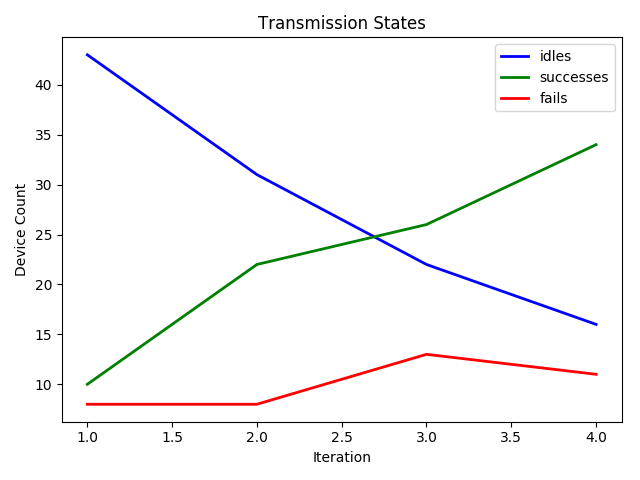 Transmission States
idles
successes
fails
Device Count
40
35
30
25
20
15
10
1.0 1.5 2.0 2.5 3.0 3.5 4.0
Iteration